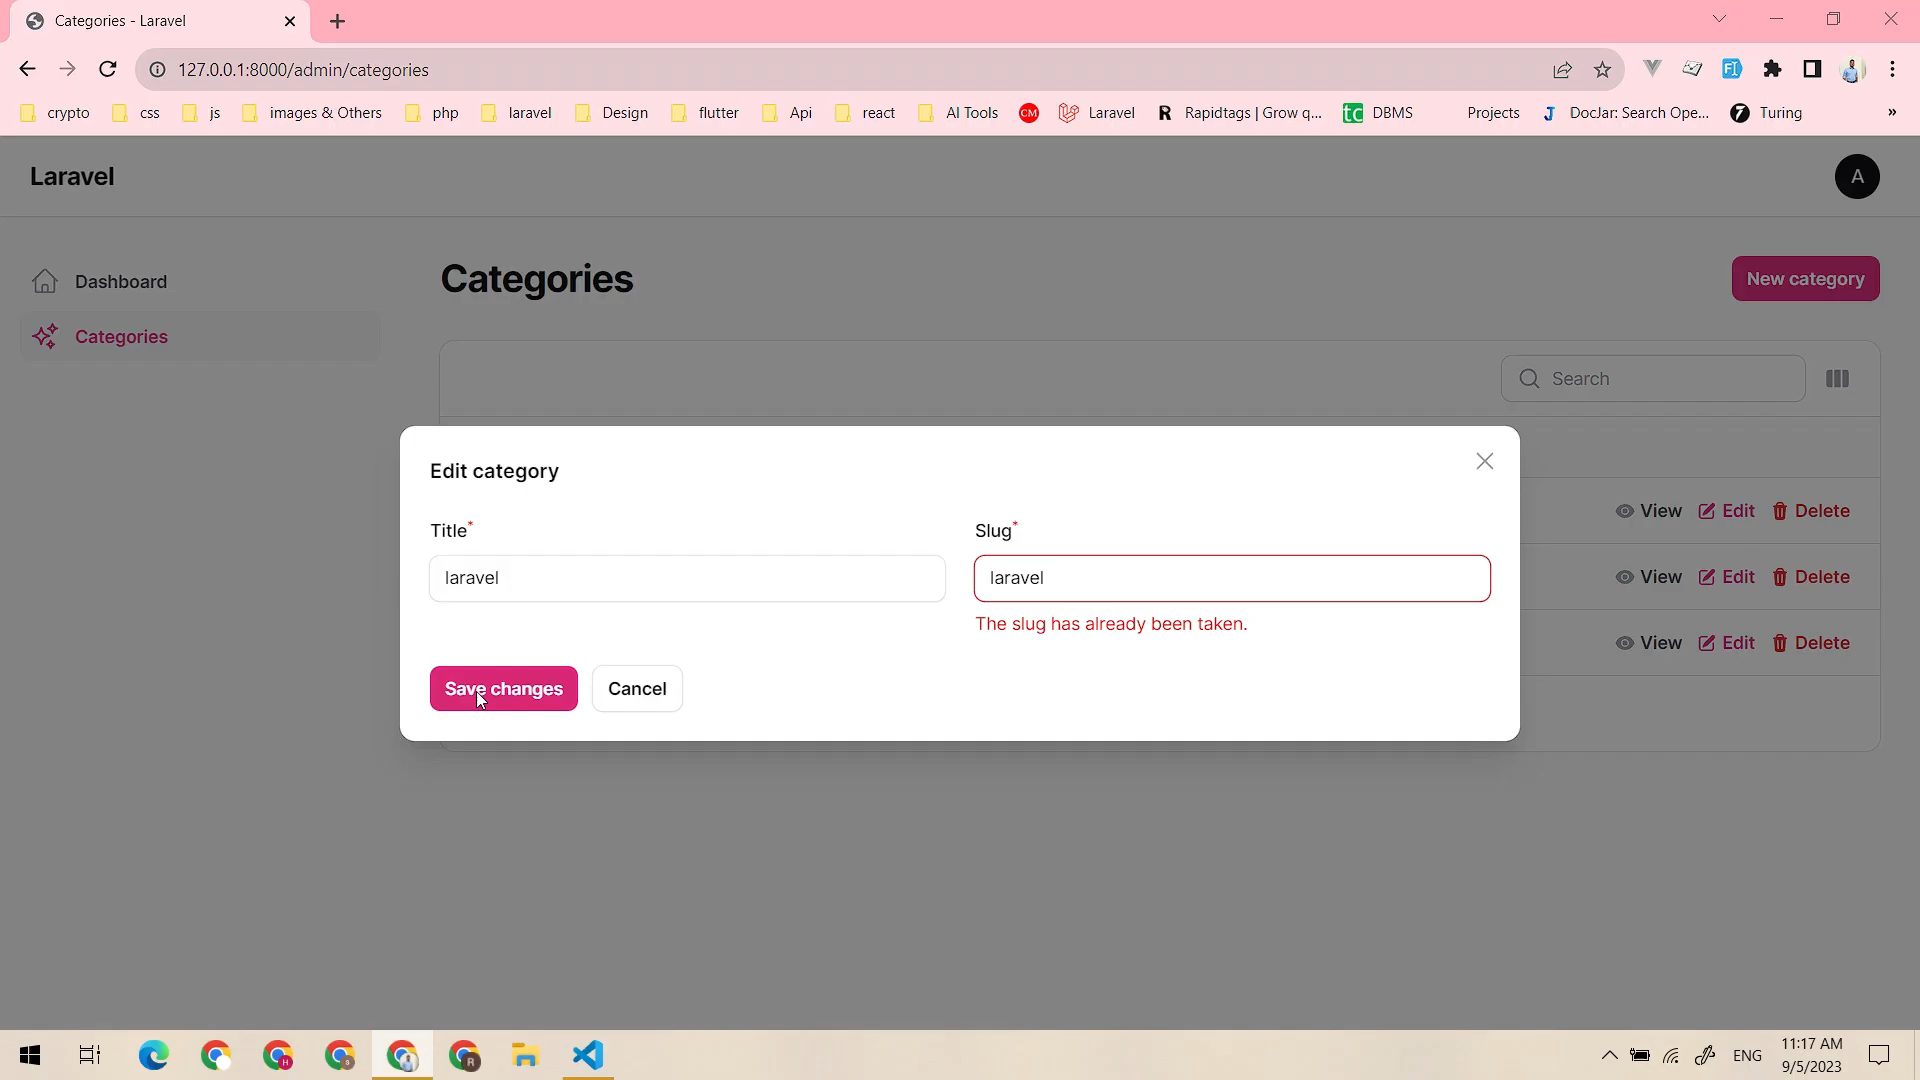 Categories - Laravel
127.0.0.1:8000/admin/categories
crypto css js images & Others php laravel Design flutter Api react AI Tools CM Laravel R Rapidtags | Grow q... tc DBMS Projects J DocJar: Search Ope... Turing »
Laravel
A
Dashboard
Categories
Categories
New category
Search
Edit category
Title*
Slug*
laravel
laravel
The slug has already been taken.
Save changes
Cancel
View Edit Delete
View Edit Delete
View Edit Delete
ENG
11:17 AM
9/5/2023